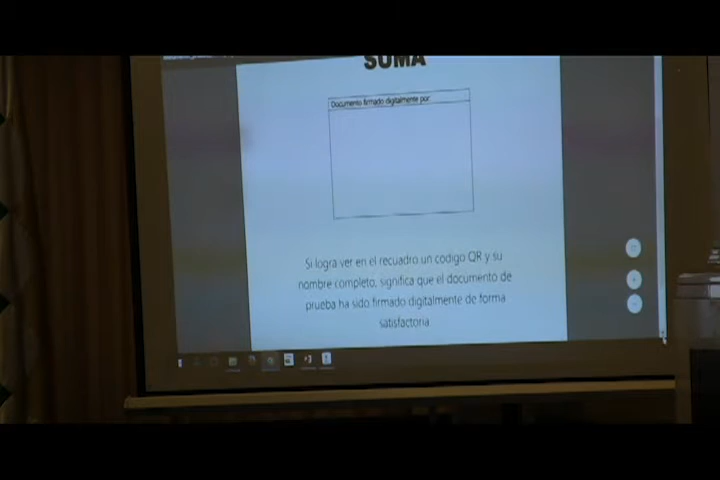 SUMA
Documento firmado digitalmente por
Si logra ver en el recuadro un codigo QR y su
nombre completo, significa que el documento de
prueba ha sido firmado digitalmente de forma
satisfactoria